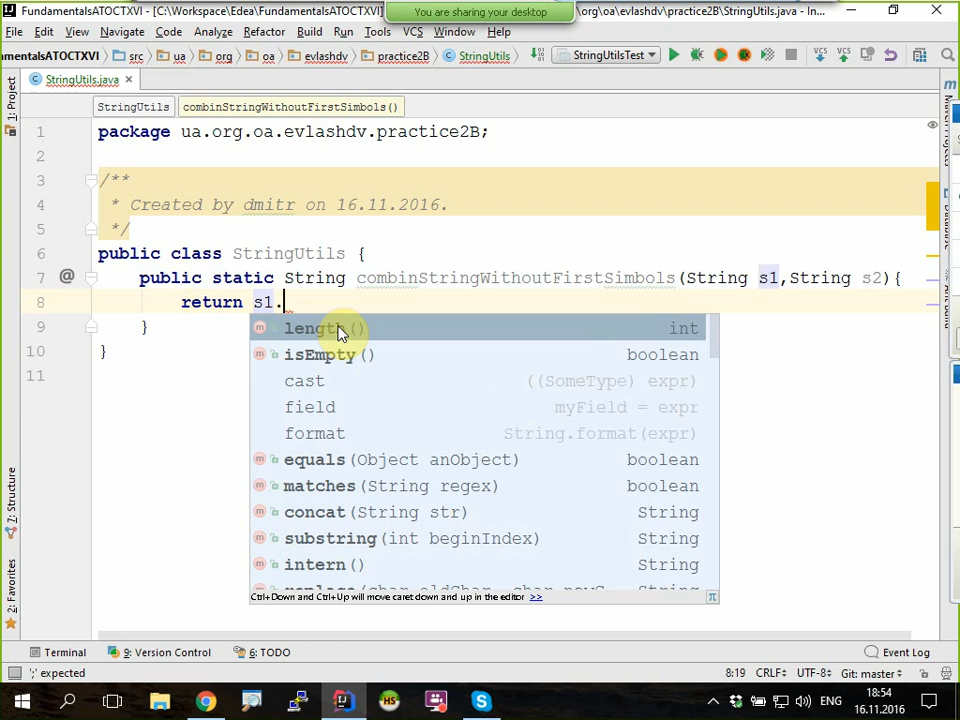 FundamentalsATOCTXVI - [C:\Workspace\Edea\FundamentalsATOCTXVI]
You are sharing your desktop
\org\oa\evlashdv\practice2B\StringUtils.java - In...
File Edit View Navigate Code Analyze Refactor Build Run Tools VCS Window Help
mentalsATOCTXVI src ua org oa evlashdv practice2B StringUtils StringUtilsTest VCS VCS
StringUtils.java
1: Project
StringUtils combinStringWithoutFirstSimbols()
1 package ua.org.oa.evlashdv.practice2B;
2
3 /**
4 * Created by dmitr on 16.11.2016.
5 */
6 public class StringUtils {
7 @ public static String combinStringWithoutFirstSimbols(String s1,String s2){
8 return s1.
9 }
10 }
11
length() int
isEmpty() boolean
cast ((SomeType) expr)
field myField = expr
format String.format(expr)
equals(Object anObject) boolean
matches(String regex) boolean
concat(String str) String
substring(int beginIndex) String
intern() String
Ctrl+Down and Ctrl+Up will move caret down and up in the editor >> π
7: Structure
2: Favorites
Terminal 9: Version Control 6: TODO Event Log
';' expected 8:19 CRLF÷ UTF-8÷ Git: master÷
ENG 18:54
16.11.2016